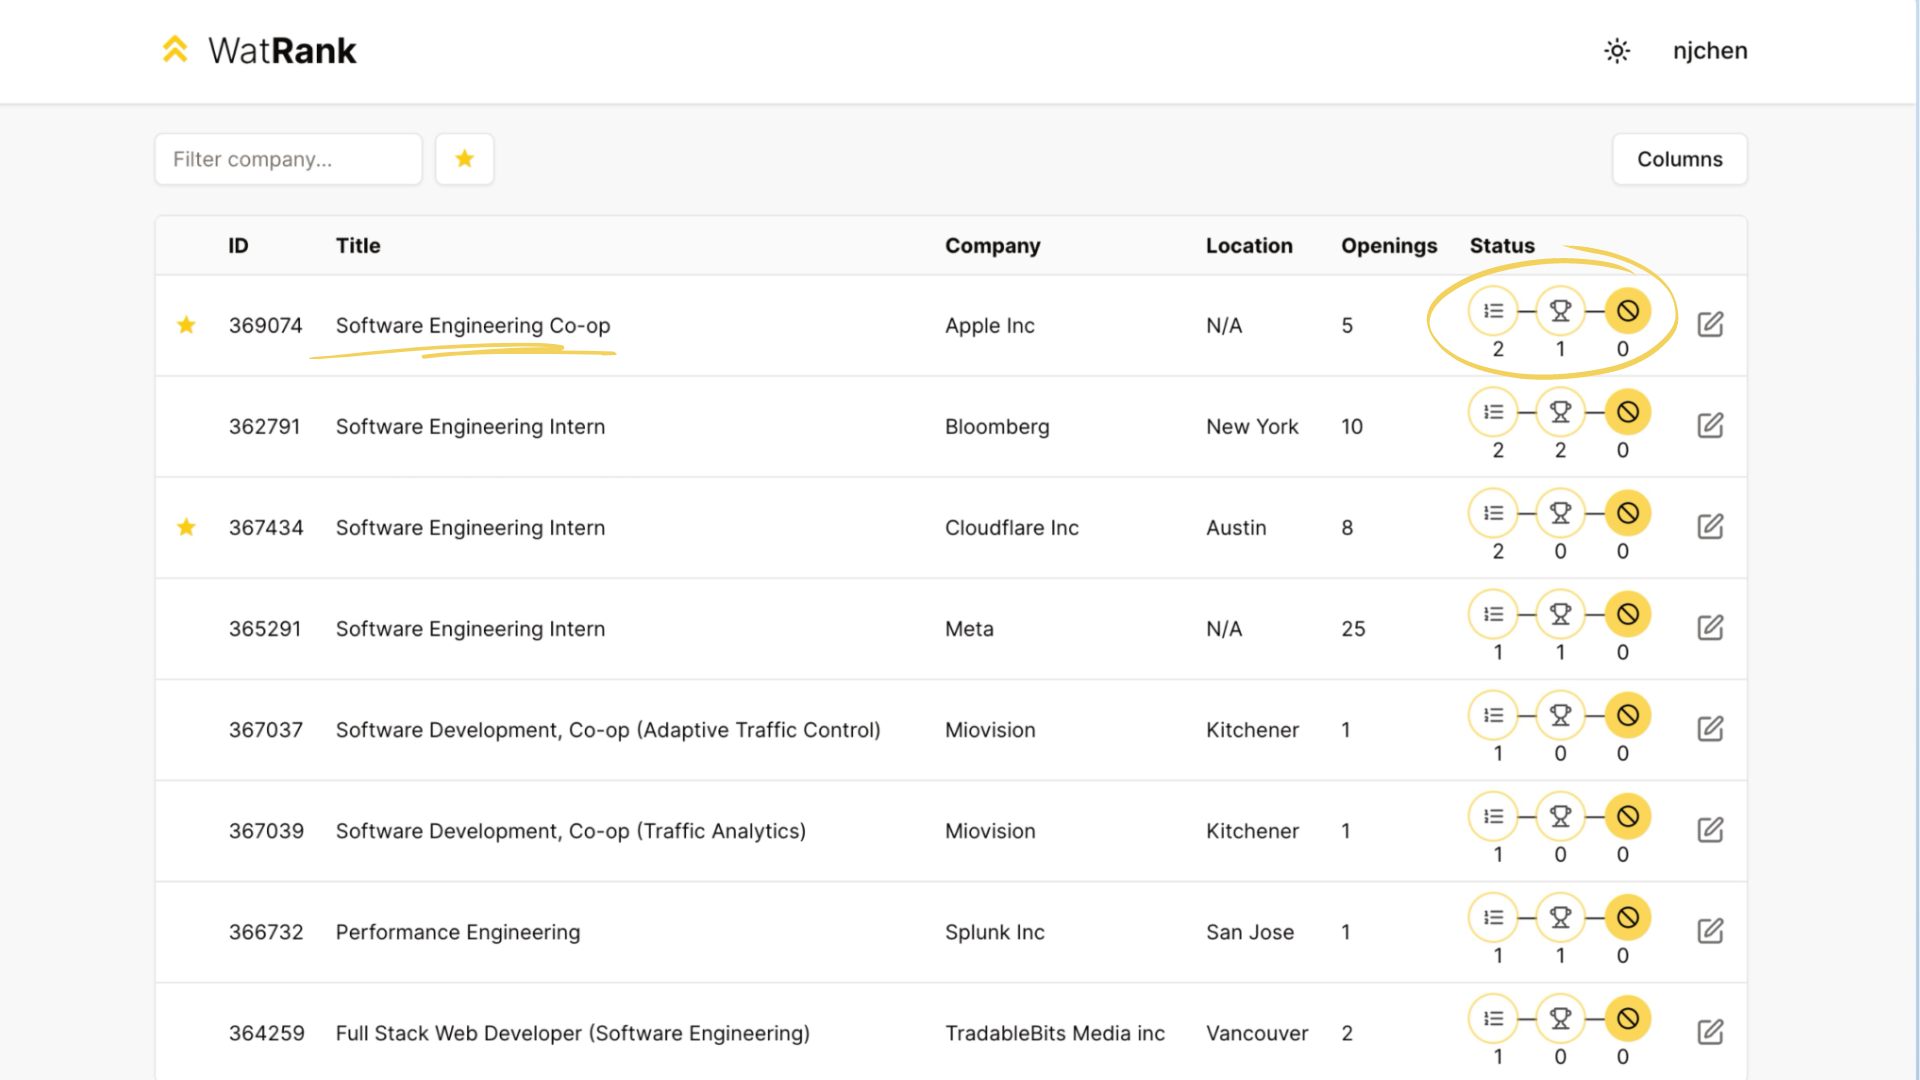 WatRank
njchen
Filter company...
Columns
ID Title Company Location Openings Status
369074 Software Engineering Co-op Apple Inc N/A 5
2 1 0
362791 Software Engineering Intern Bloomberg New York 10
2 2 0
367434 Software Engineering Intern Cloudflare Inc Austin 8
2 0 0
365291 Software Engineering Intern Meta N/A 25
1 1 0
367037 Software Development, Co-op (Adaptive Traffic Control) Miovision Kitchener 1
1 0 0
367039 Software Development, Co-op (Traffic Analytics) Miovision Kitchener 1
1 0 0
366732 Performance Engineering Splunk Inc San Jose 1
1 1 0
364259 Full Stack Web Developer (Software Engineering) TradableBits Media inc Vancouver 2
1 0 0